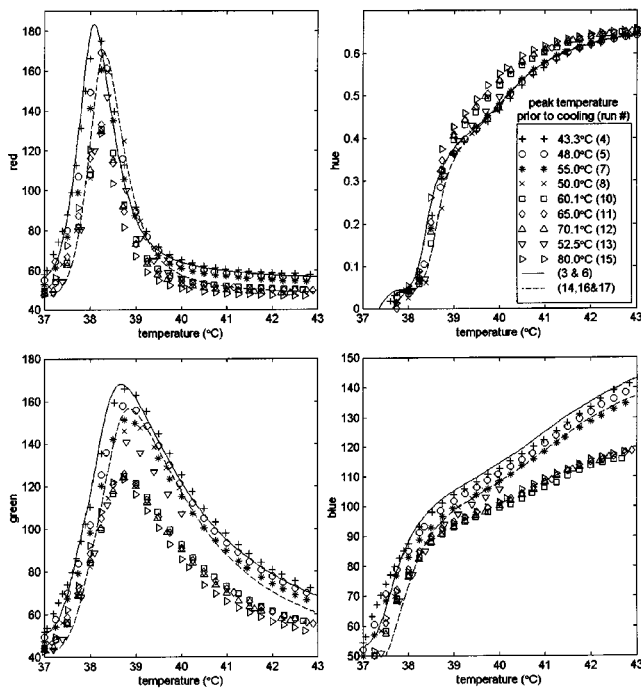 180
160
140
120
100
80
60
40
red
37 38 39 40 41 42 43
temperature (°C)
0.6
0.5
0.4
0.3
0.2
0.1
0
hue
peak temperature
prior to cooling (run #)
43.3°C (4)
48.0°C (5)
55.0°C (7)
50.0°C (8)
60.1°C (10)
65.0°C (11)
70.1°C (12)
52.5°C (13)
80.0°C (15)
(3 & 6)
(14,16&17)
37 38 39 40 41 42 43
temperature (°C)
180
160
140
120
100
80
60
40
green
37 38 39 40 41 42 43
temperature (°C)
150
140
130
120
110
100
90
80
70
60
50
blue
37 38 39 40 41 42 43
temperature (°C)